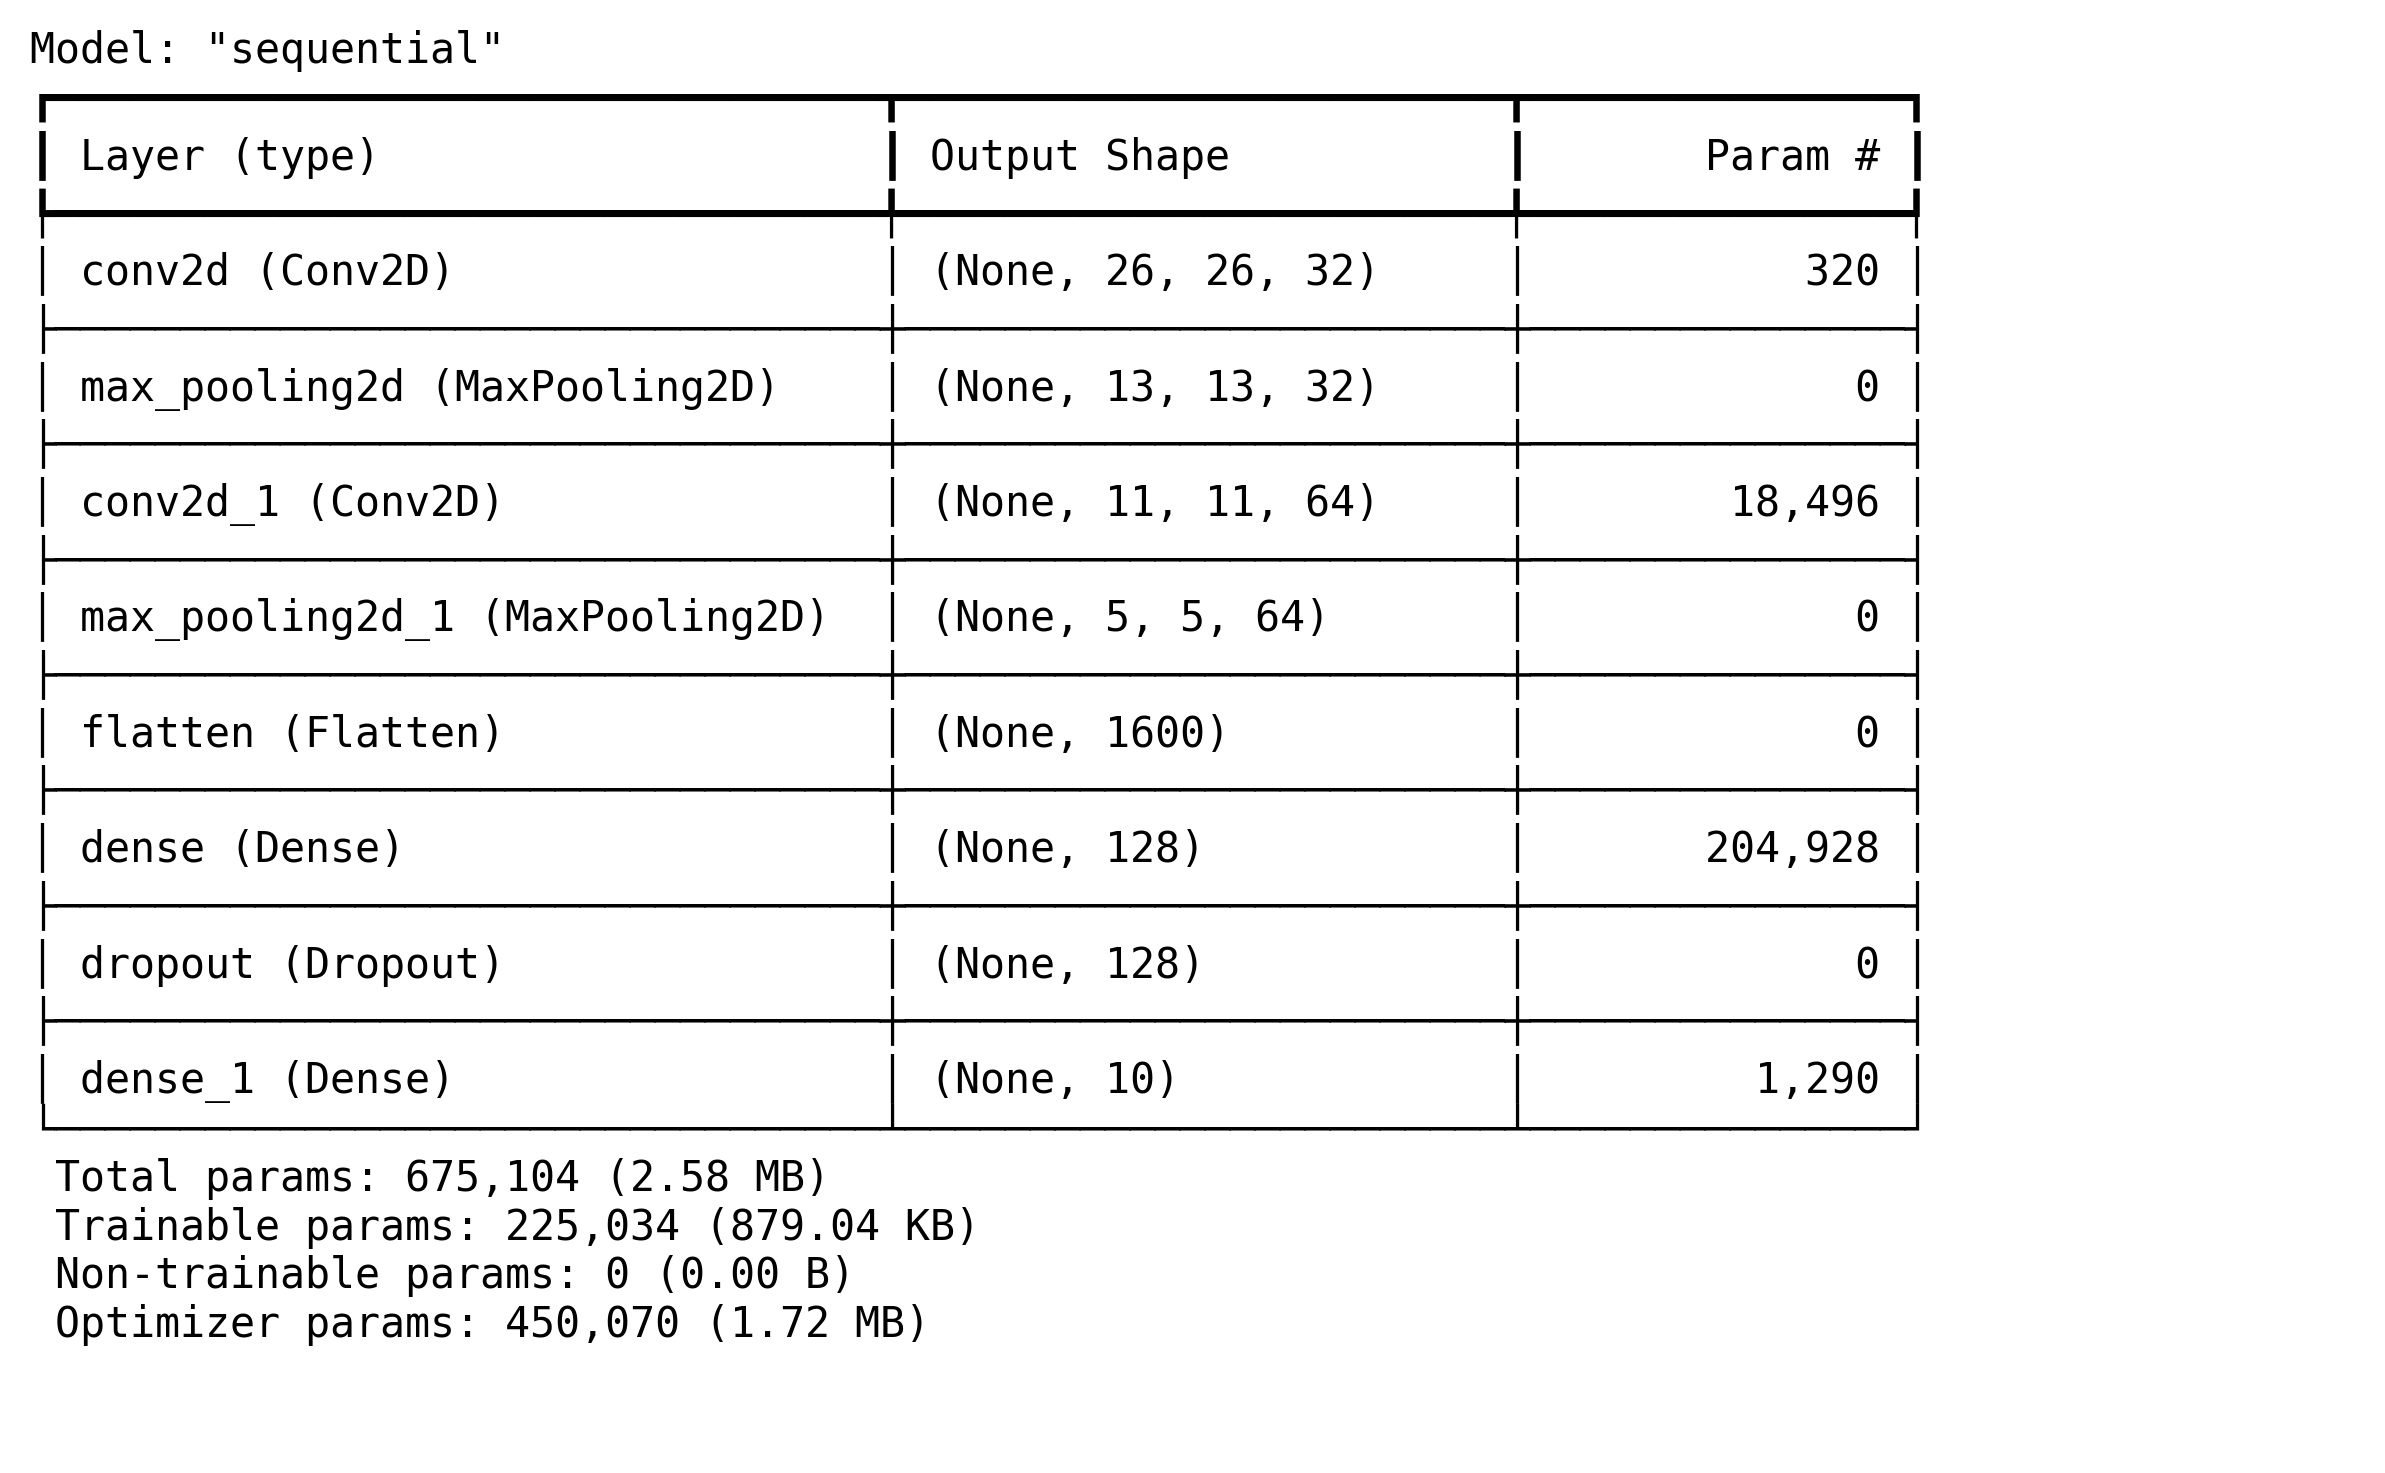 Model: "sequential"
Layer (type) Output Shape Param #
conv2d (Conv2D) (None, 26, 26, 32) 320
max_pooling2d (MaxPooling2D) (None, 13, 13, 32) 0
conv2d_1 (Conv2D) (None, 11, 11, 64) 18,496
max_pooling2d_1 (MaxPooling2D) (None, 5, 5, 64) 0
flatten (Flatten) (None, 1600) 0
dense (Dense) (None, 128) 204,928
dropout (Dropout) (None, 128) 0
dense_1 (Dense) (None, 10) 1,290
Total params: 675,104 (2.58 MB)
Trainable params: 225,034 (879.04 KB)
Non-trainable params: 0 (0.00 B)
Optimizer params: 450,070 (1.72 MB)